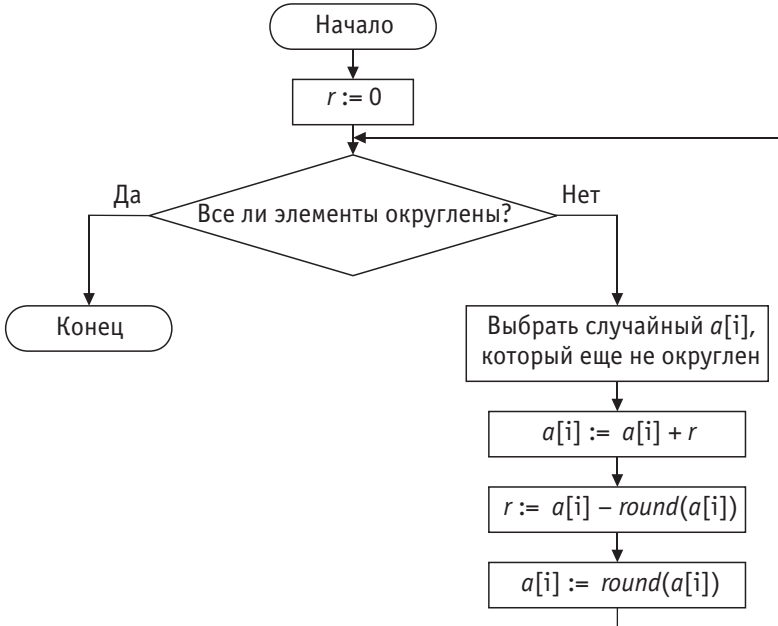 Начало
r := 0
Да
Все ли элементы округлены?
Нет
Конец
Выбрать случайный a[i],
который еще не округлен
a[i] := a[i] + r
r := a[i] – round(a[i])
a[i] := round(a[i])